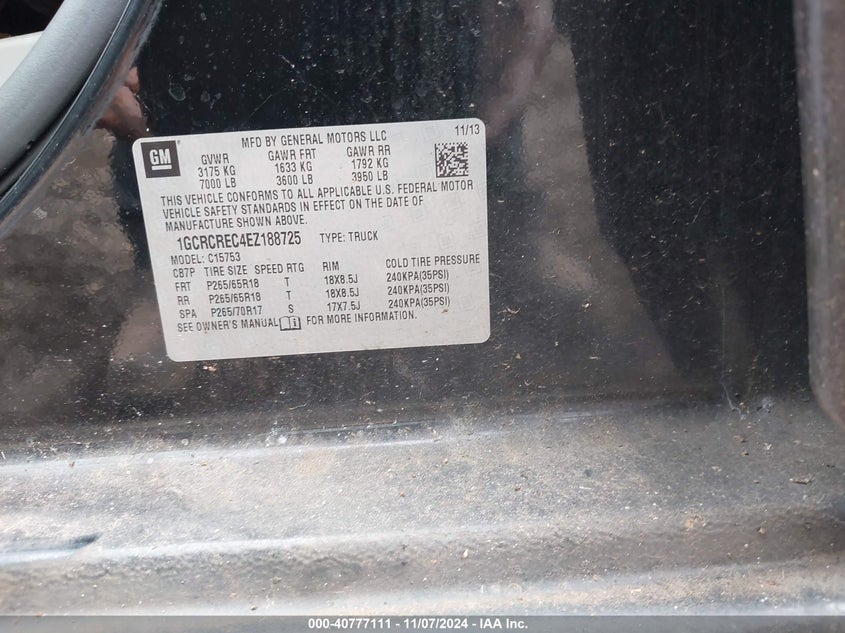 GM
MFD BY GENERAL MOTORS LLC 11/13
GVWR GAWR FRT GAWR RR
3175 KG 1633 KG 1792 KG
7000 LB 3600 LB 3950 LB
THIS VEHICLE CONFORMS TO ALL APPLICABLE U.S. FEDERAL MOTOR
VEHICLE SAFETY STANDARDS IN EFFECT ON THE DATE OF
MANUFACTURE SHOWN ABOVE.
1GCRCREC4EZ188725 TYPE: TRUCK
MODEL: C15753
CB7P TIRE SIZE SPEED RTG RIM COLD TIRE PRESSURE
FRT P265/65R18 T 18X8.5J 240KPA(35PSI)
RR P265/65R18 T 18X8.5J 240KPA(35PSI)
SPA P265/70R17 S 17X7.5J 240KPA(35PSI)
SEE OWNER'S MANUAL FOR MORE INFORMATION.
000-40777111 - 11/07/2024 - IAA Inc.